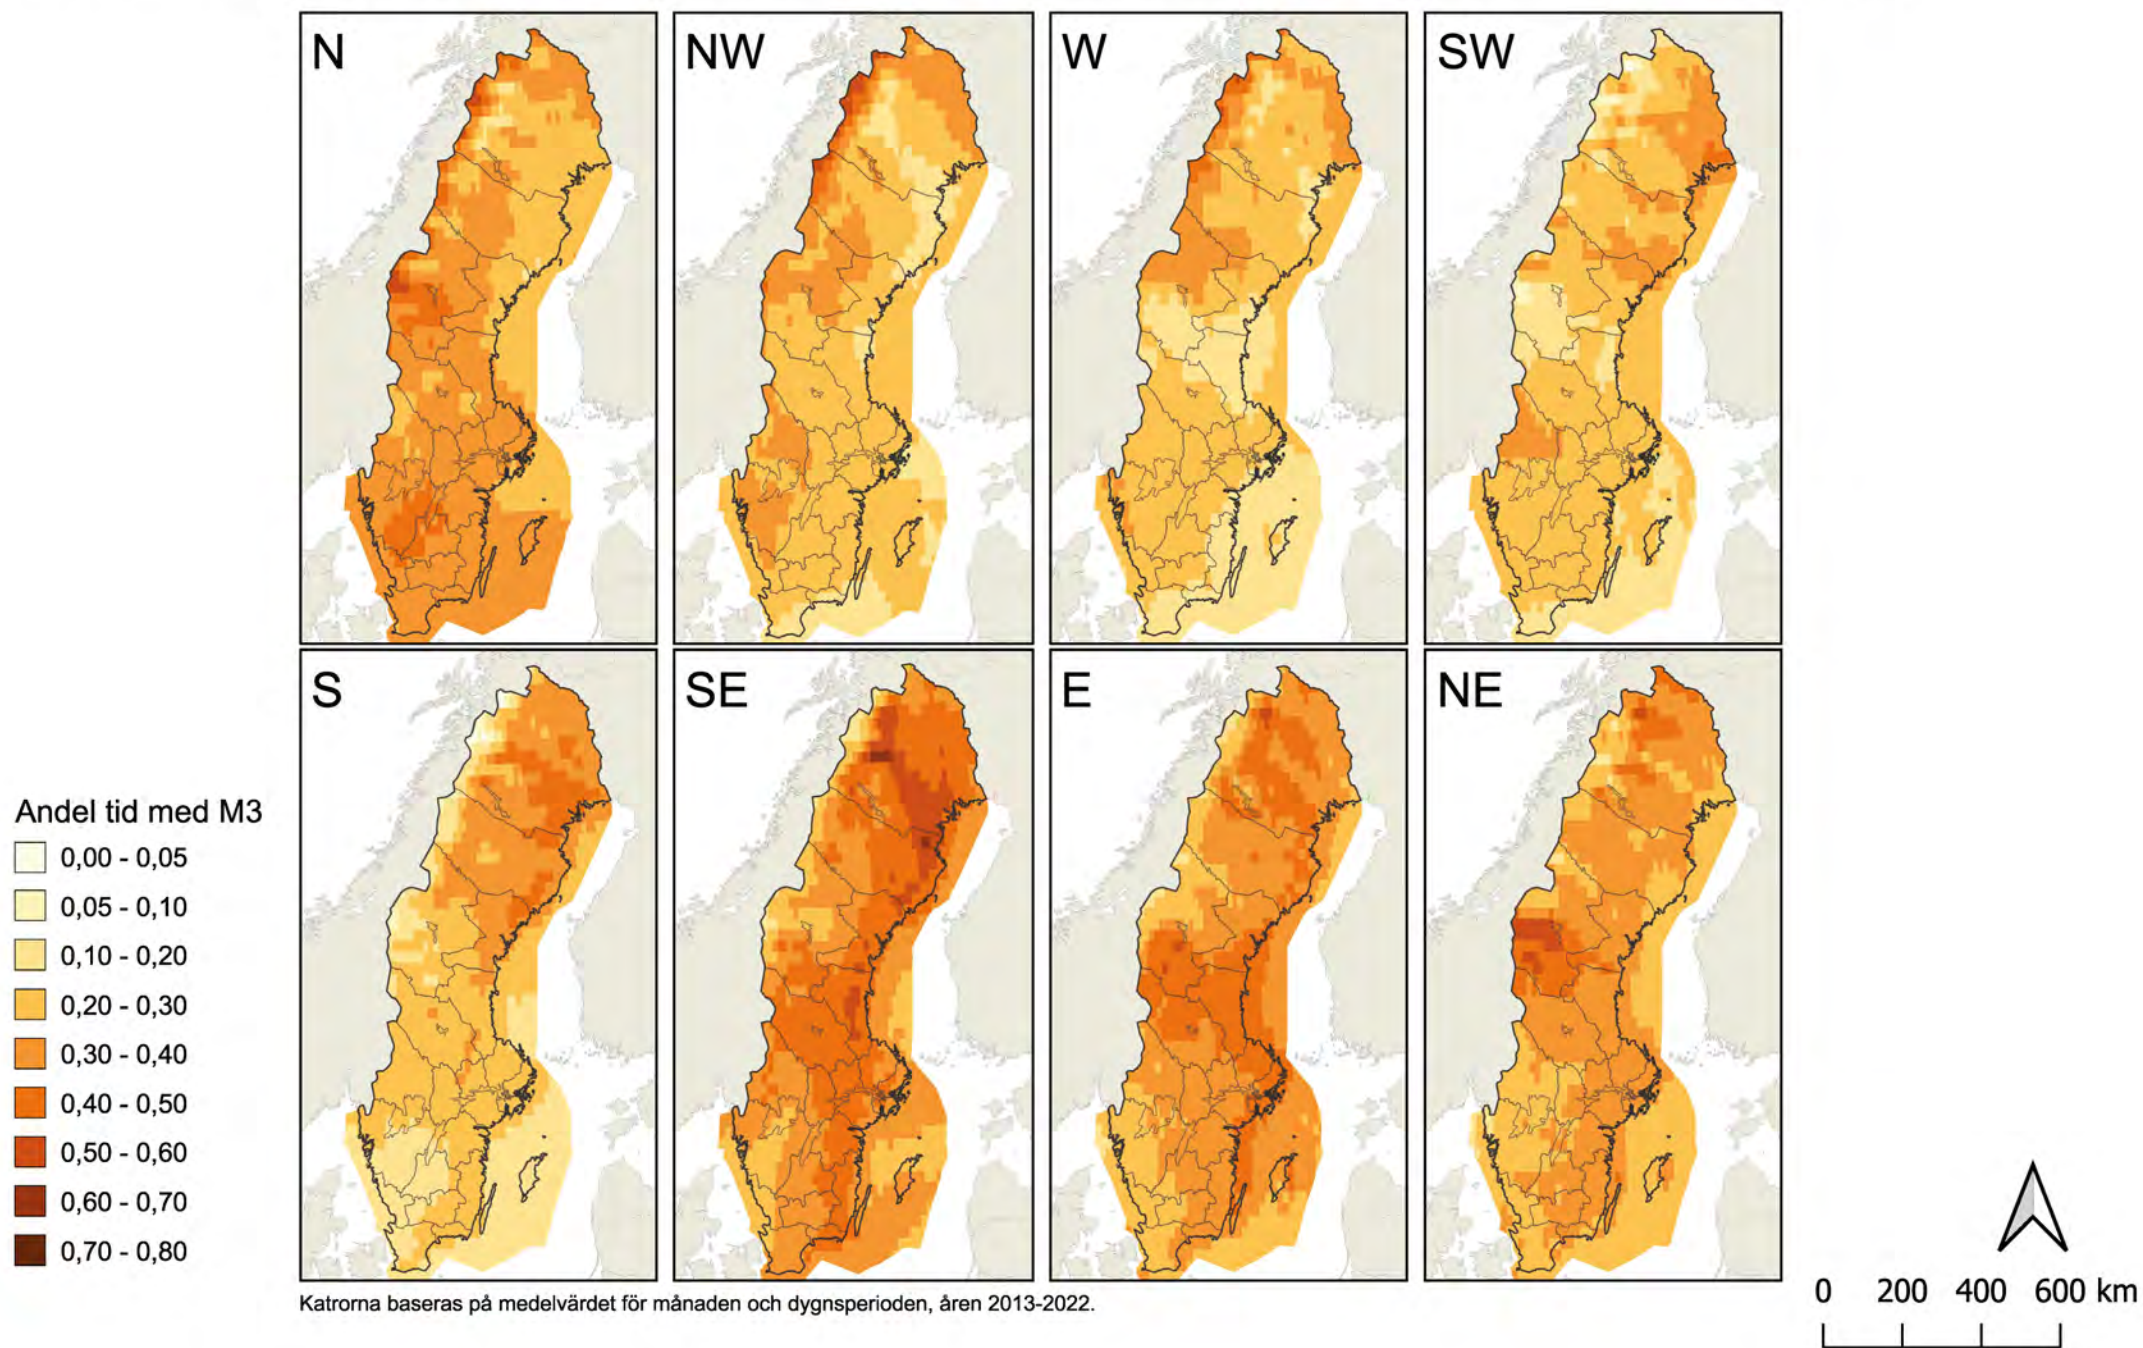 N
NW
W
SW
S
SE
E
NE
Andel tid med M3
0,00 - 0,05
0,05 - 0,10
0,10 - 0,20
0,20 - 0,30
0,30 - 0,40
0,40 - 0,50
0,50 - 0,60
0,60 - 0,70
0,70 - 0,80
Katrorna baseras på medelvärdet för månaden och dygnsperioden, åren 2013-2022.
0 200 400 600 km